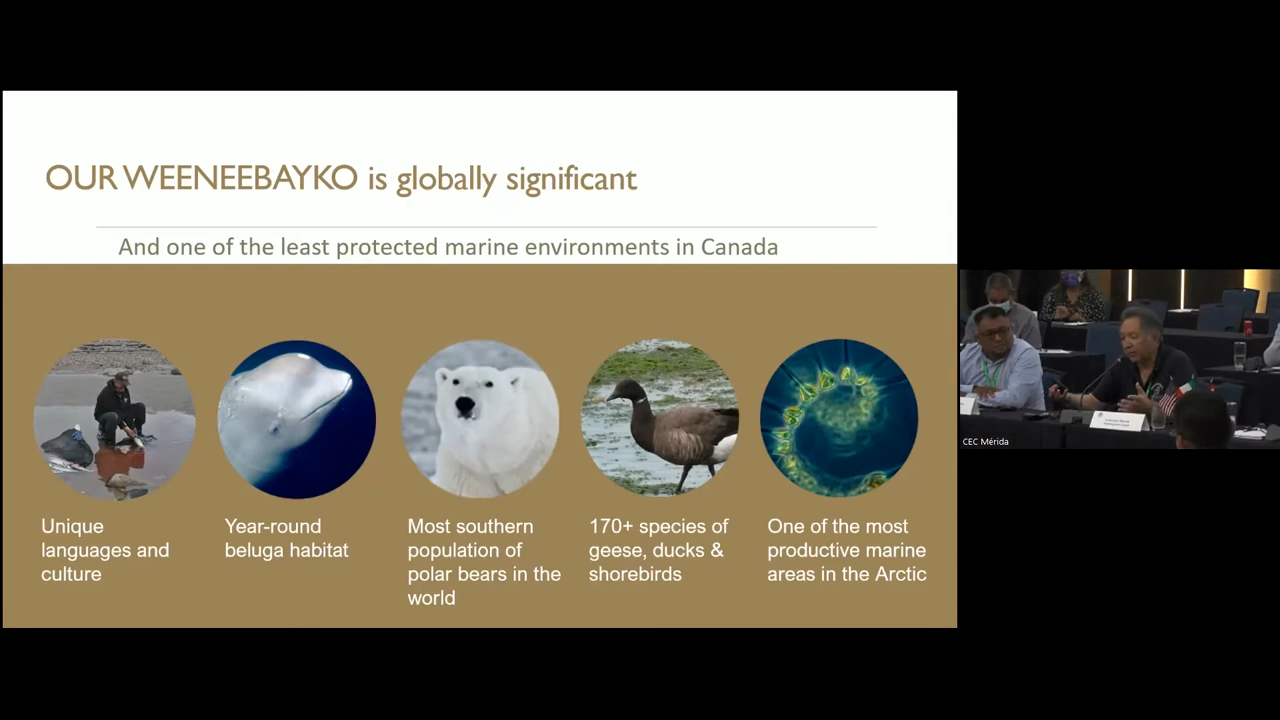 OUR WEENEEBAYKO is globally significant
And one of the least protected marine environments in Canada
Unique
languages and
culture
Year-round
beluga habitat
Most southern
population of
polar bears in the
world
170+ species of
geese, ducks &
shorebirds
One of the most
productive marine
areas in the Arctic
CEC Mérida